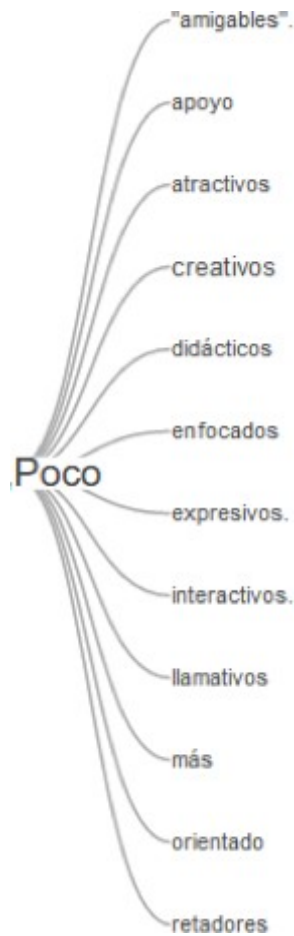 "amigables".
apoyo
atractivos
creativos
didácticos
enfocados
Poco
expresivos.
interactivos.
llamativos
más
orientado
retadores